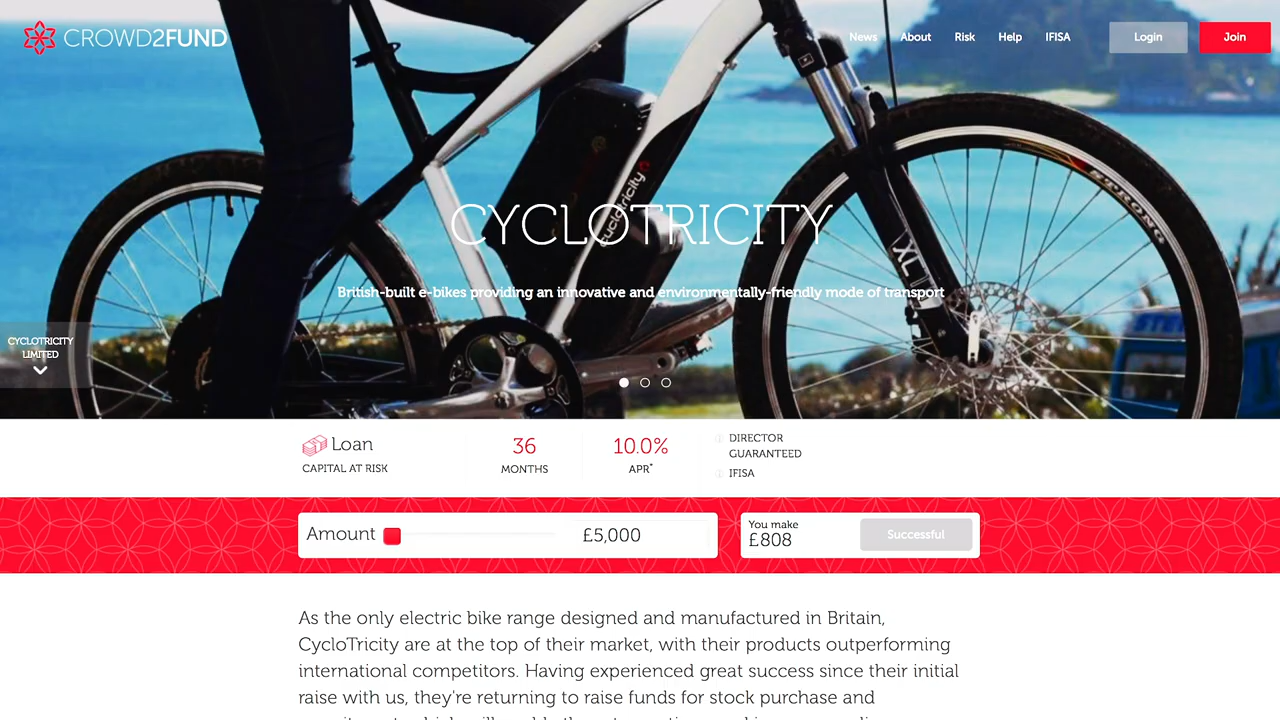 CROWD2FUND
News
About
Risk
Help
IFISA
Login
Join
cyclotricity
STRONG
XL
CYCLOTRICITY
British-built e-bikes providing an innovative and environmentally-friendly mode of transport
CYCLOTRICITY
LIMITED
Loan
CAPITAL AT RISK
36
MONTHS
10.0%
APR*
DIRECTOR
GUARANTEED
IFISA
Amount
£5,000
You make
£808
Successful
As the only electric bike range designed and manufactured in Britain,
CycloTricity are at the top of their market, with their products outperforming
international competitors. Having experienced great success since their initial
raise with us, they're returning to raise funds for stock purchase and